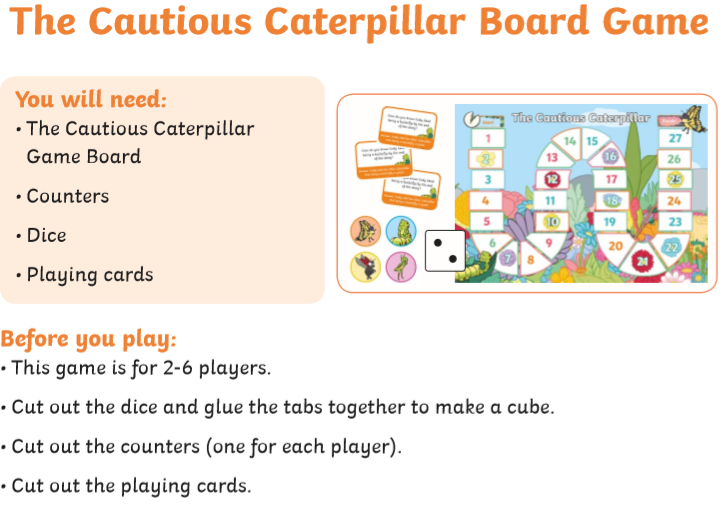 The Cautious Caterpillar Board Game
You will need:
• The Cautious Caterpillar
Game Board
• Counters
• Dice
• Playing cards
The Cautious Caterpillar
1
2
3
4
5
6
7
8
9
10
11
12
13
14
15
16
17
18
19
20
21
22
23
24
25
26
27
Before you play:
• This game is for 2-6 players.
• Cut out the dice and glue the tabs together to make a cube.
• Cut out the counters (one for each player).
• Cut out the playing cards.